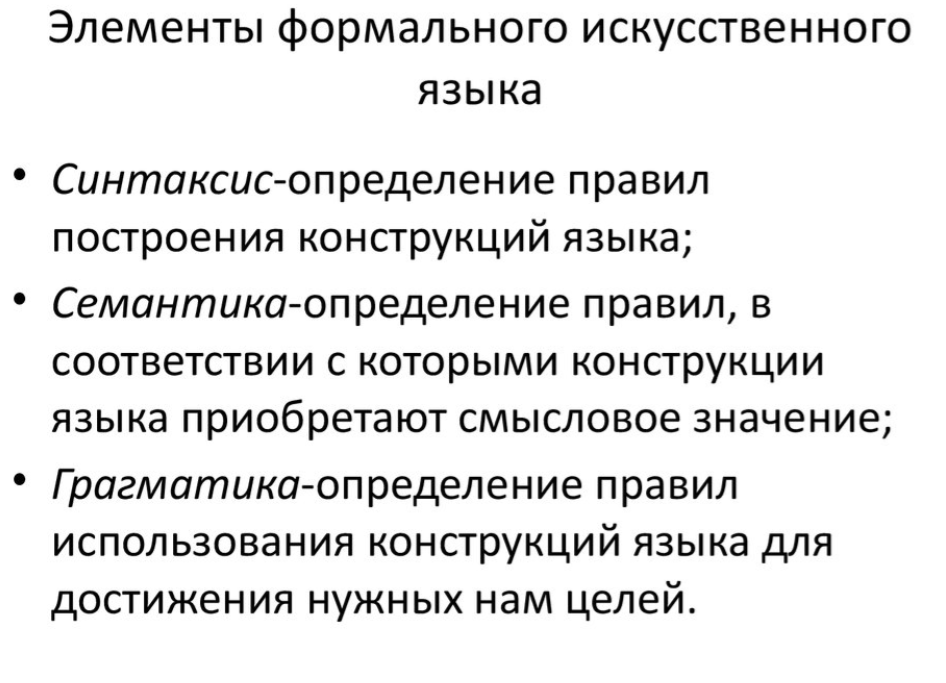 Элементы формального искусственного
языка
• Синтаксис-определение правил
построения конструкций языка;
• Семантика-определение правил, в
соответствии с которыми конструкции
языка приобретают смысловое значение;
• Грагматика-определение правил
использования конструкций языка для
достижения нужных нам целей.